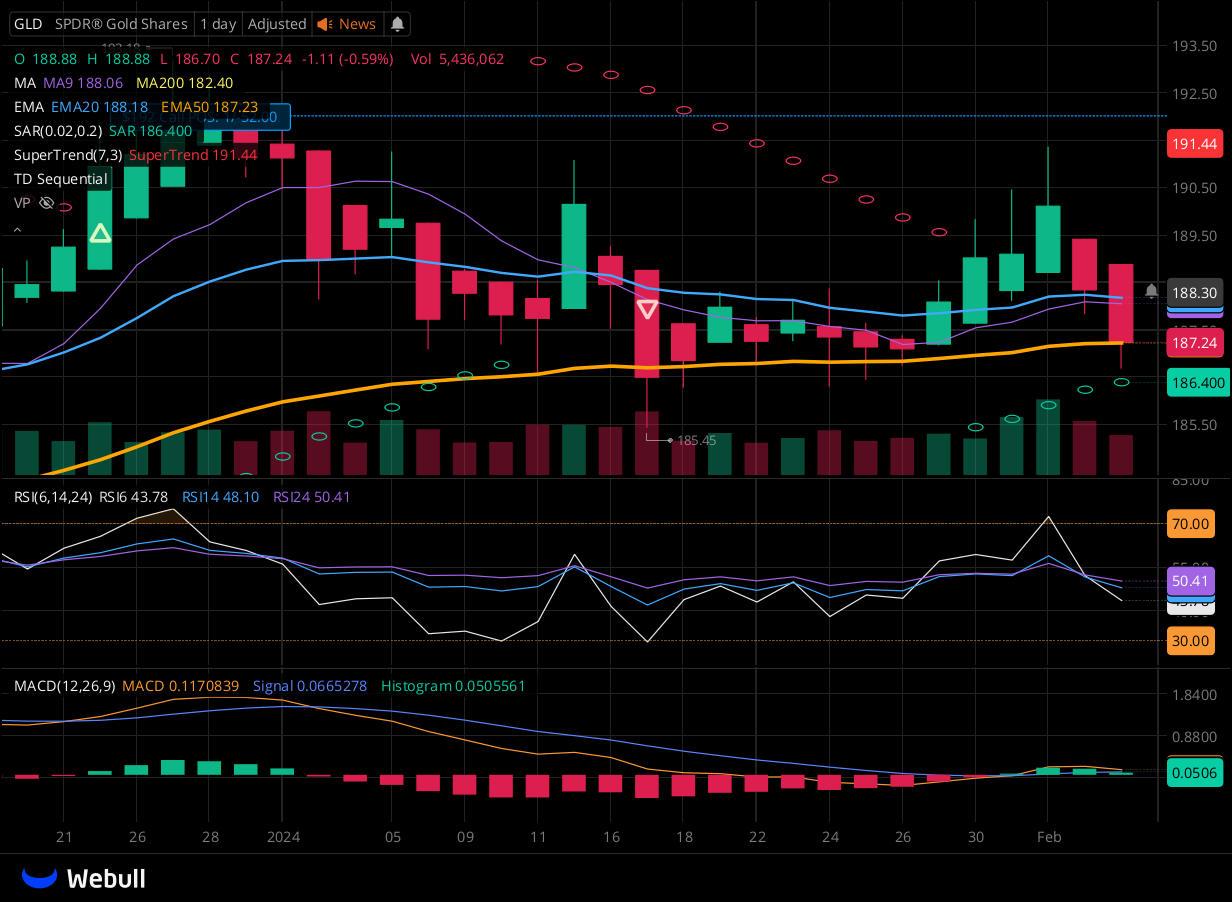 GLD SPDR® Gold Shares 1 day Adjusted News
193.50
O 188.88 H 188.88 L 186.70 C 187.24 -1.11 (-0.59%) Vol 5,436,062
MA MA9 188.06 MA200 182.40
192.50
EMA EMA20 188.18 EMA50 187.23
SAR(0.02,0.2) SAR 186.400
191.44
SuperTrend(7,3) SuperTrend 191.44
TD Sequential
190.50
VP
189.50
188.30
187.24
186.400
185.50
185.45
RSI(6,14,24) RSI6 43.78 RSI14 48.10 RSI24 50.41
85.00
70.00
50.41
30.00
MACD(12,26,9) MACD 0.1170839 Signal 0.0665278 Histogram 0.0505561
1.8400
0.8800
0.0506
21 26 28 2024 05 09 11 16 18 22 24 26 30 Feb
Webull